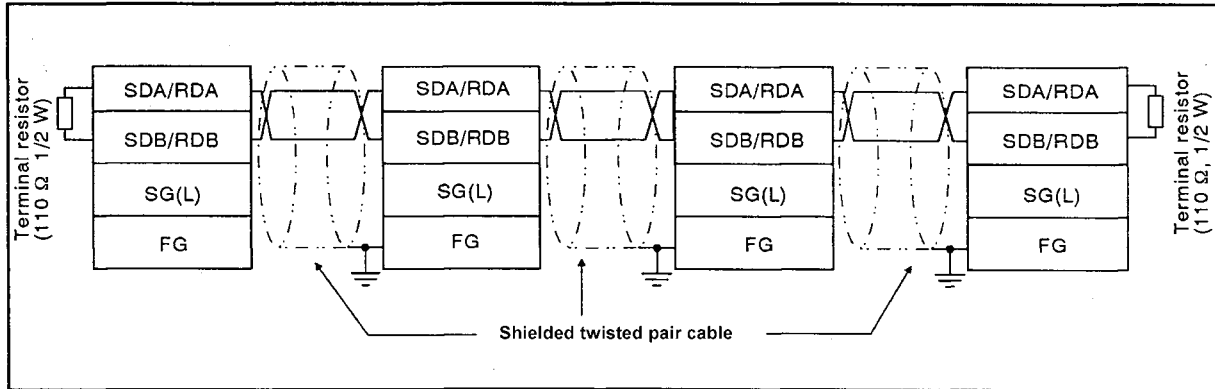 Terminal resistor
(110 Ω 1/2 W)
SDA/RDA
SDB/RDB
SG(L)
FG
SDA/RDA
SDB/RDB
SG(L)
FG
SDA/RDA
SDB/RDB
SG(L)
FG
SDA/RDA
SDB/RDB
SG(L)
FG
Terminal resistor
(110 Ω, 1/2 W)
Shielded twisted pair cable